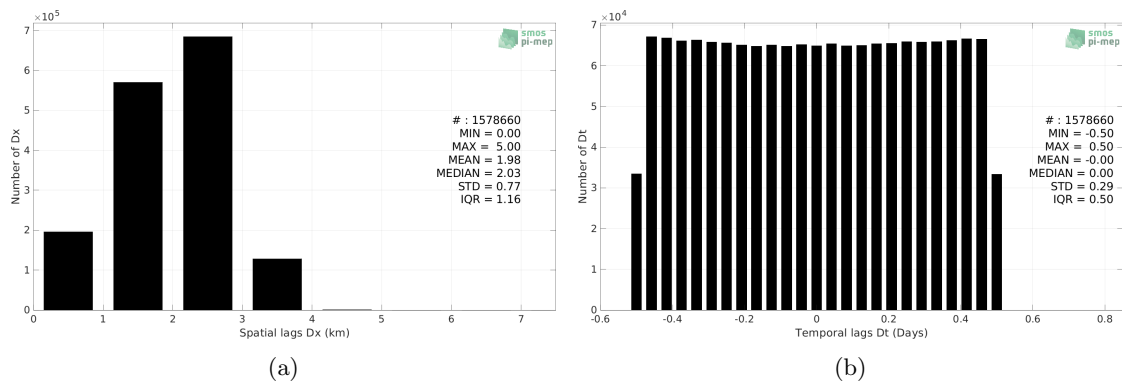 ×10⁵
7
6
5
4
3
2
1
0
Number of Dx
0 1 2 3 4 5 6 7
Spatial lags Dx (km)
smos
pi-mep
# : 1578660
MIN = 0.00
MAX = 5.00
MEAN = 1.98
MEDIAN = 2.03
STD = 0.77
IQR = 1.16
(a)
×10⁴
7
6
5
4
3
2
1
0
Number of Dt
-0.6 -0.4 -0.2 0 0.2 0.4 0.6 0.8
Temporal lags Dt (Days)
smos
pi-mep
# : 1578660
MIN = -0.50
MAX = 0.50
MEAN = -0.00
MEDIAN = 0.00
STD = 0.29
IQR = 0.50
(b)